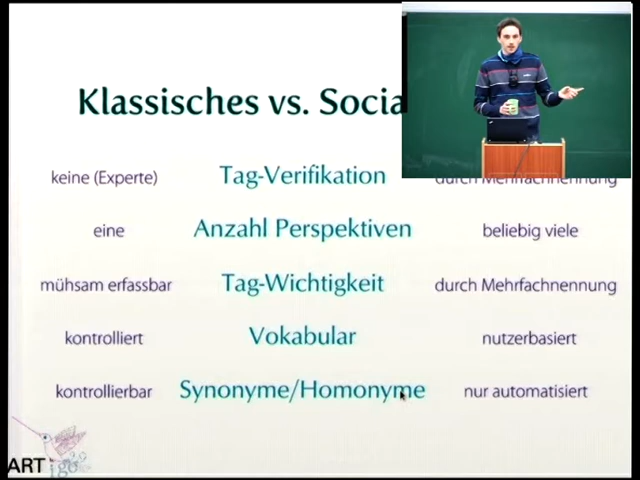 Klassisches vs. Socia
keine (Experte) Tag-Verifikation durch Mehrfachnennung
eine Anzahl Perspektiven beliebig viele
mühsam erfassbar Tag-Wichtigkeit durch Mehrfachnennung
kontrolliert Vokabular nutzerbasiert
kontrollierbar Synonyme/Homonyme nur automatisiert
ARTigo